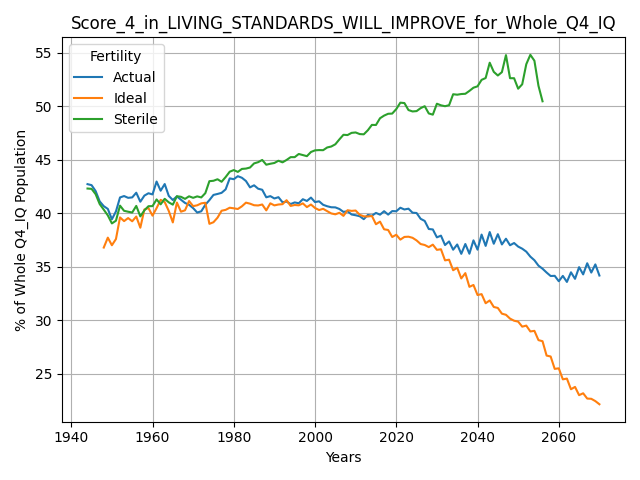 Score_4_in_LIVING_STANDARDS_WILL_IMPROVE_for_Whole_Q4_IQ
Fertility
Actual
Ideal
Sterile
55
50
45
40
35
30
25
% of Whole Q4_IQ Population
1940
1960
1980
2000
2020
2040
2060
Years